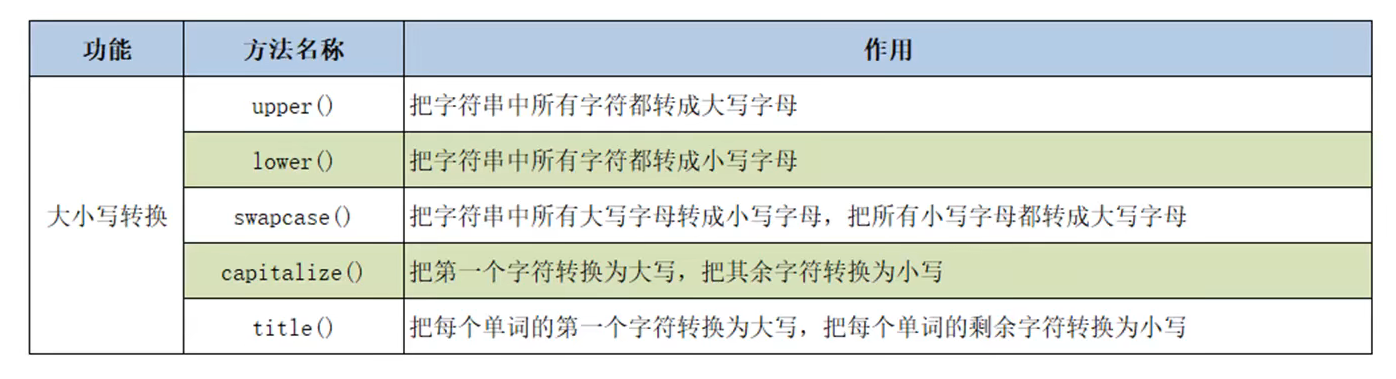 功能 方法名称 作用
upper() 把字符串中所有字符都转成大写字母
lower() 把字符串中所有字符都转成小写字母
大小写转换 swapcase() 把字符串中所有大写字母转成小写字母，把所有小写字母都转成大写字母
capitalize() 把第一个字符转换为大写，把其余字符转换为小写
title() 把每个单词的第一个字符转换为大写，把每个单词的剩余字符转换为小写